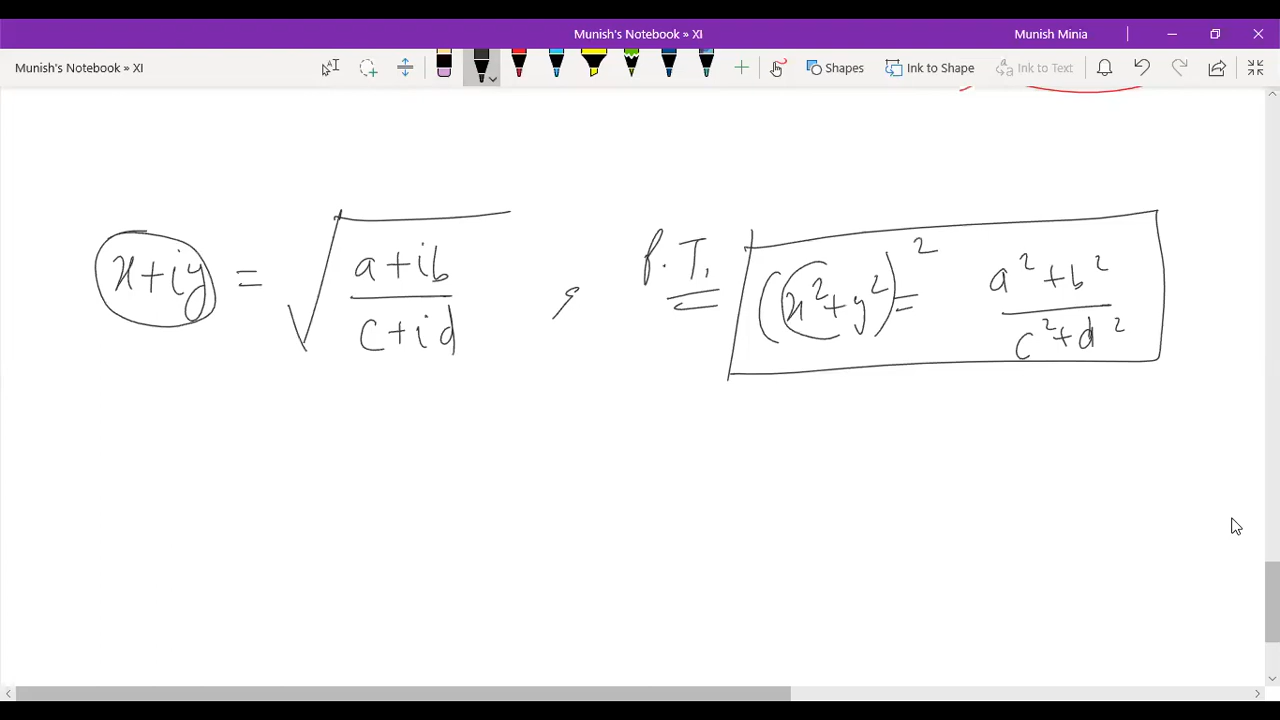 Munish's Notebook » XI
Munish Minia
Munish's Notebook » XI
Shapes
Ink to Shape
Ink to Text
x+iy = √((a+ib)/(c+id)) , P.T. (x²+y²)² = (a²+b²)/(c²+d²)